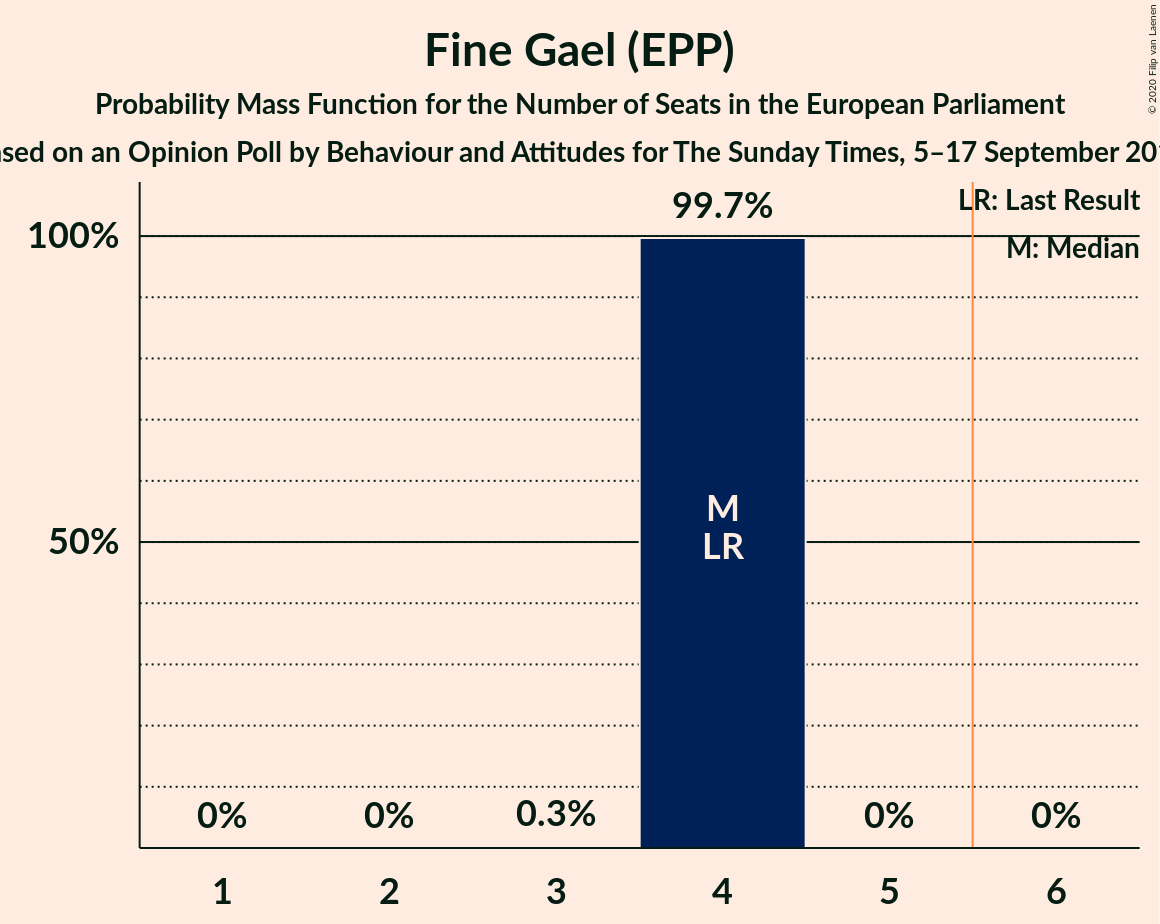 Fine Gael (EPP)
Probability Mass Function for the Number of Seats in the European Parliament
on an Opinion Poll by Behaviour and Attitudes for The Sunday Times, 5–17 September
© 2020 Filip van Laenen
LR: Last Result
M: Median
99.7%
100%
50%
M
LR
0%
0%
0.3%
0%
0%
1
2
3
4
5
6